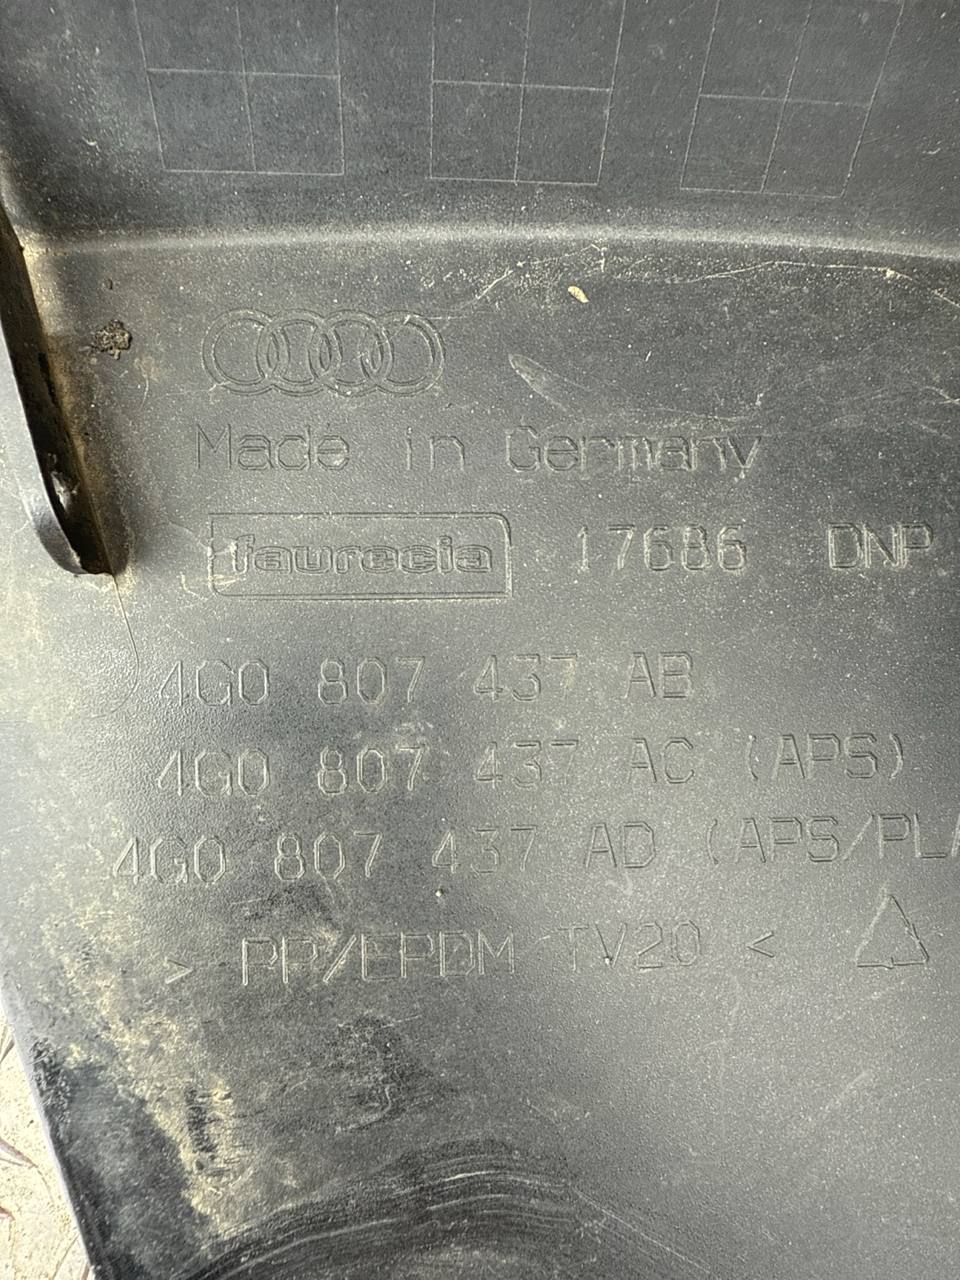 Made in Germany
faurecia 17686 DNP
4G0 807 437 AB
4G0 807 437 AC (APS)
4G0 807 437 AD (APS/PLA
> PP/EPDM TV20 <